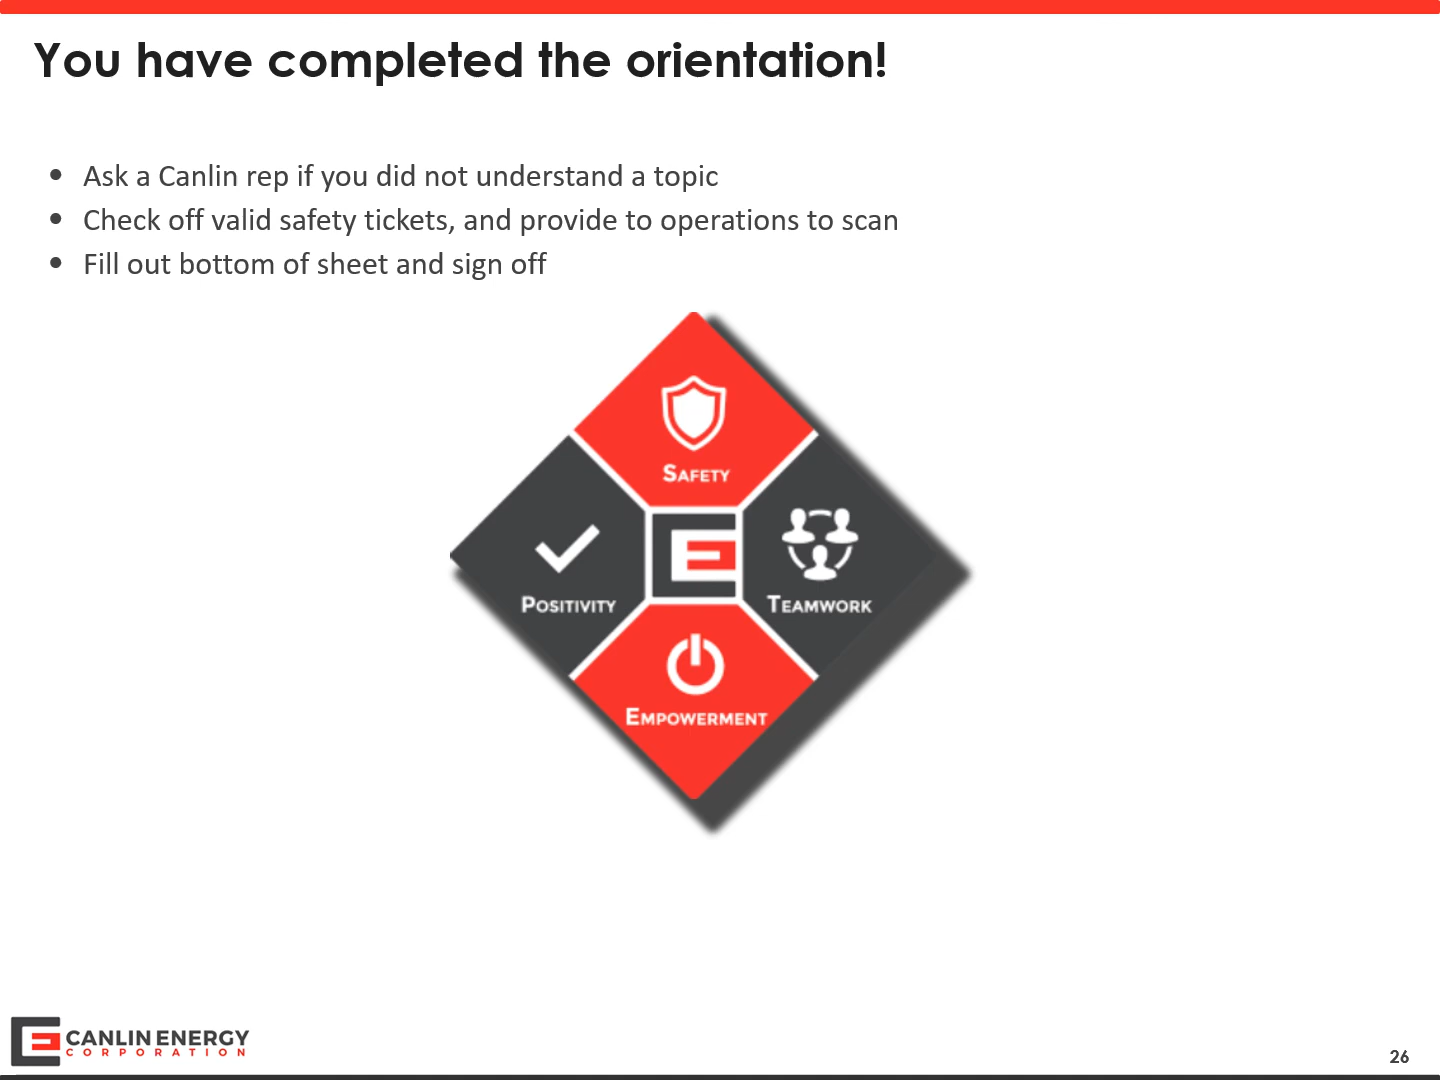 You have completed the orientation!
• Ask a Canlin rep if you did not understand a topic
• Check off valid safety tickets, and provide to operations to scan
• Fill out bottom of sheet and sign off
SAFETY
POSITIVITY
TEAMWORK
EMPOWERMENT
CANLIN ENERGY
CORPORATION
26